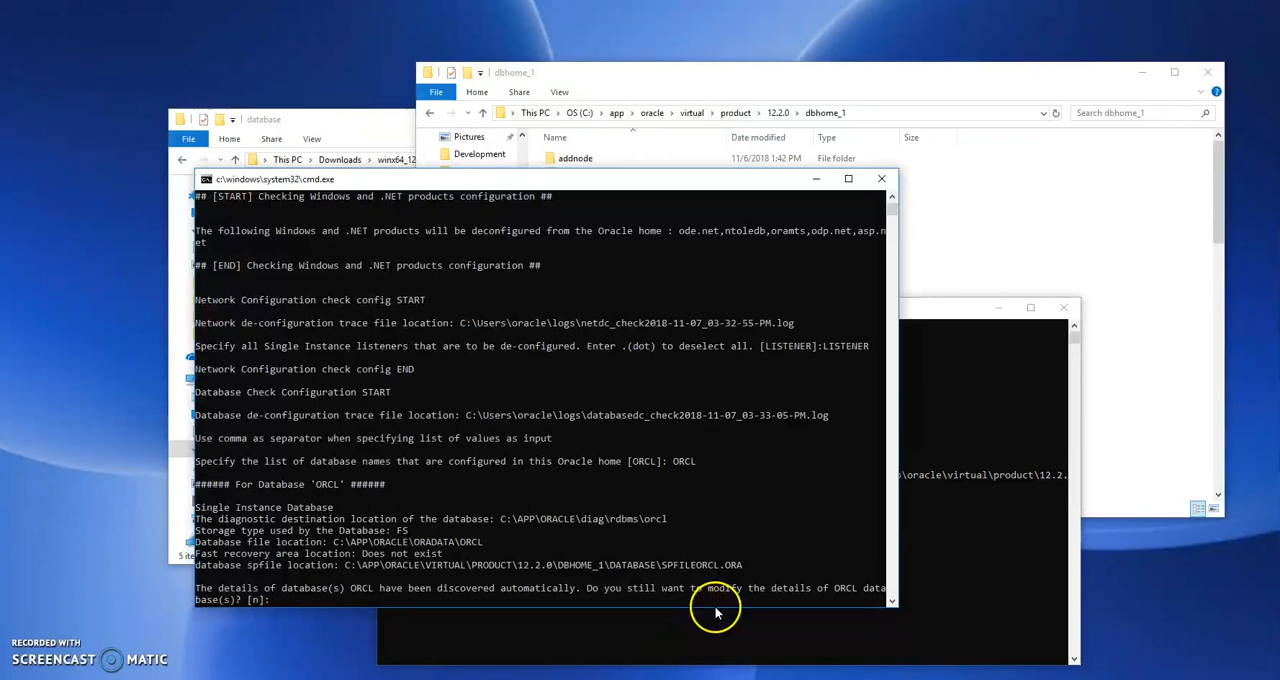 dbhome_1
File Home Share View
This PC OS (C:) app oracle virtual product 12.2.0 dbhome_1
Search dbhome_1
Pictures
Development
Name Date modified Type Size
addnode 11/6/2018 1:42 PM File folder
database
File Home Share View
This PC Downloads winx64_12
c:\windows\system32\cmd.exe
## [START] Checking Windows and .NET products configuration ##
The following Windows and .NET products will be deconfigured from the Oracle home : ode.net,ntoledb,oramts,odp.net,asp.n
et
## [END] Checking Windows and .NET products configuration ##
Network Configuration check config START
Network de-configuration trace file location: C:\Users\oracle\logs\netdc_check2018-11-07_03-32-55-PM.log
Specify all Single Instance listeners that are to be de-configured. Enter .(dot) to deselect all. [LISTENER]:LISTENER
Network Configuration check config END
Database Check Configuration START
Database de-configuration trace file location: C:\Users\oracle\logs\databasedc_check2018-11-07_03-33-05-PM.log
Use comma as separator when specifying list of values as input
Specify the list of database names that are configured in this Oracle home [ORCL]: ORCL
###### For Database 'ORCL' ######
Single Instance Database
The diagnostic destination location of the database: C:\APP\ORACLE\diag\rdbms\orcl
Storage type used by the Database: FS
Database file location: C:\APP\ORACLE\ORADATA\ORCL
Fast recovery area location: Does not exist
database spfile location: C:\APP\ORACLE\VIRTUAL\PRODUCT\12.2.0\DBHOME_1\DATABASE\SPFILEORCL.ORA
The details of database(s) ORCL have been discovered automatically. Do you still want to modify the details of ORCL data
base(s)? [n]:
\oracle\virtual\product\12.2.
5 ite
RECORDED WITH
SCREENCAST MATIC